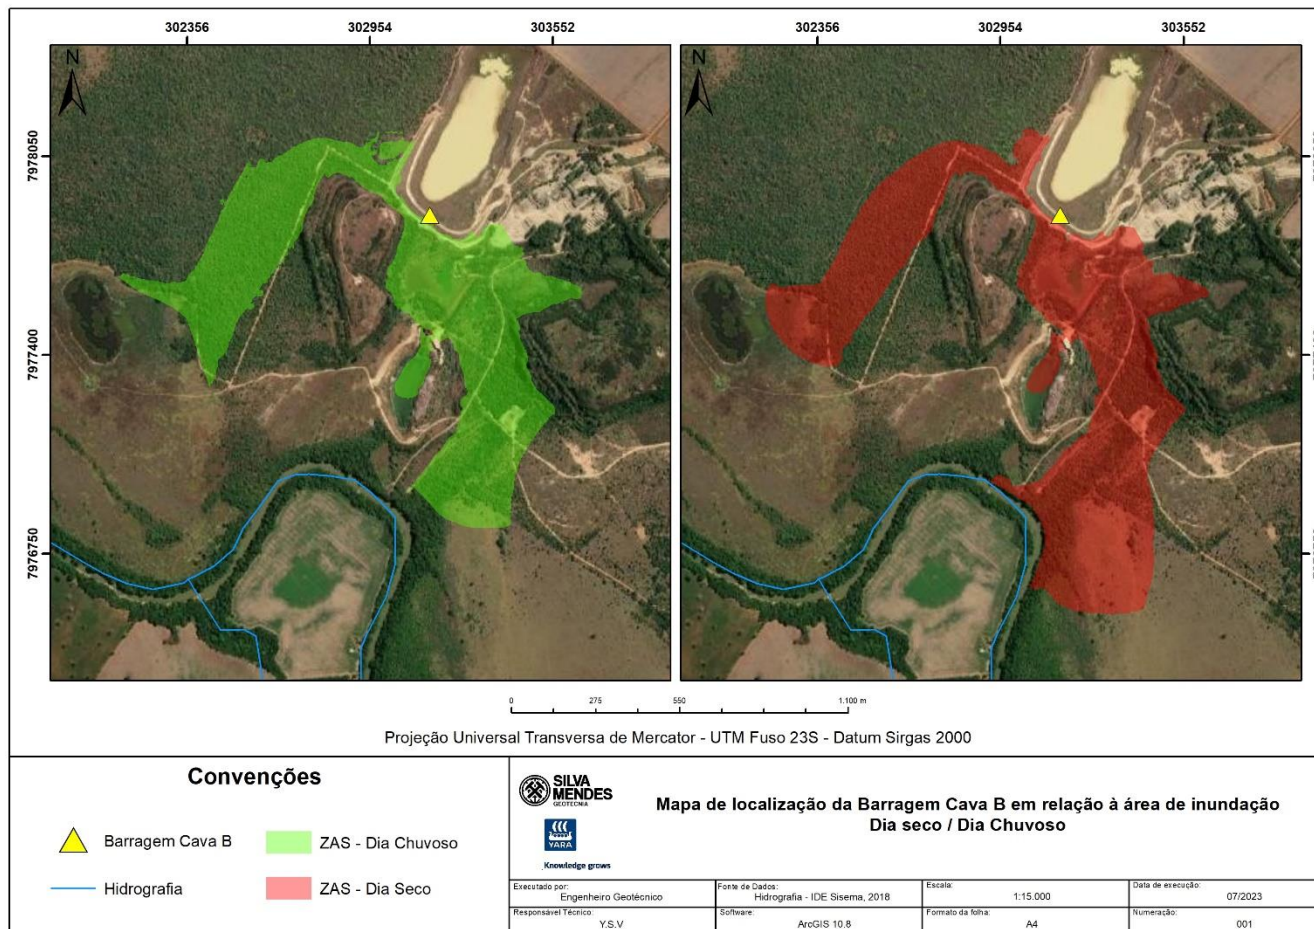 302356 302954 303552 302356 302954 303552
N N
7978050
7977400
7976750
0 275 550 1.100 m
Projeção Universal Transversa de Mercator - UTM Fuso 23S - Datum Sirgas 2000
Convenções
Barragem Cava B
ZAS - Dia Chuvoso
Hidrografia
ZAS - Dia Seco
SILVA
MENDES
GEOTECNIA
YARA
Knowledge grows
Mapa de localização da Barragem Cava B em relação à área de inundação
Dia seco / Dia Chuvoso
Executado por:
Engenheiro Geotécnico
Fonte de Dados:
Hidrografia - IDE Sisema, 2018
Escala:
1:15.000
Data de execução:
07/2023
Responsável Técnico:
Y.S.V
Software:
ArcGIS 10.8
Formato da folha:
A4
Numeração:
001